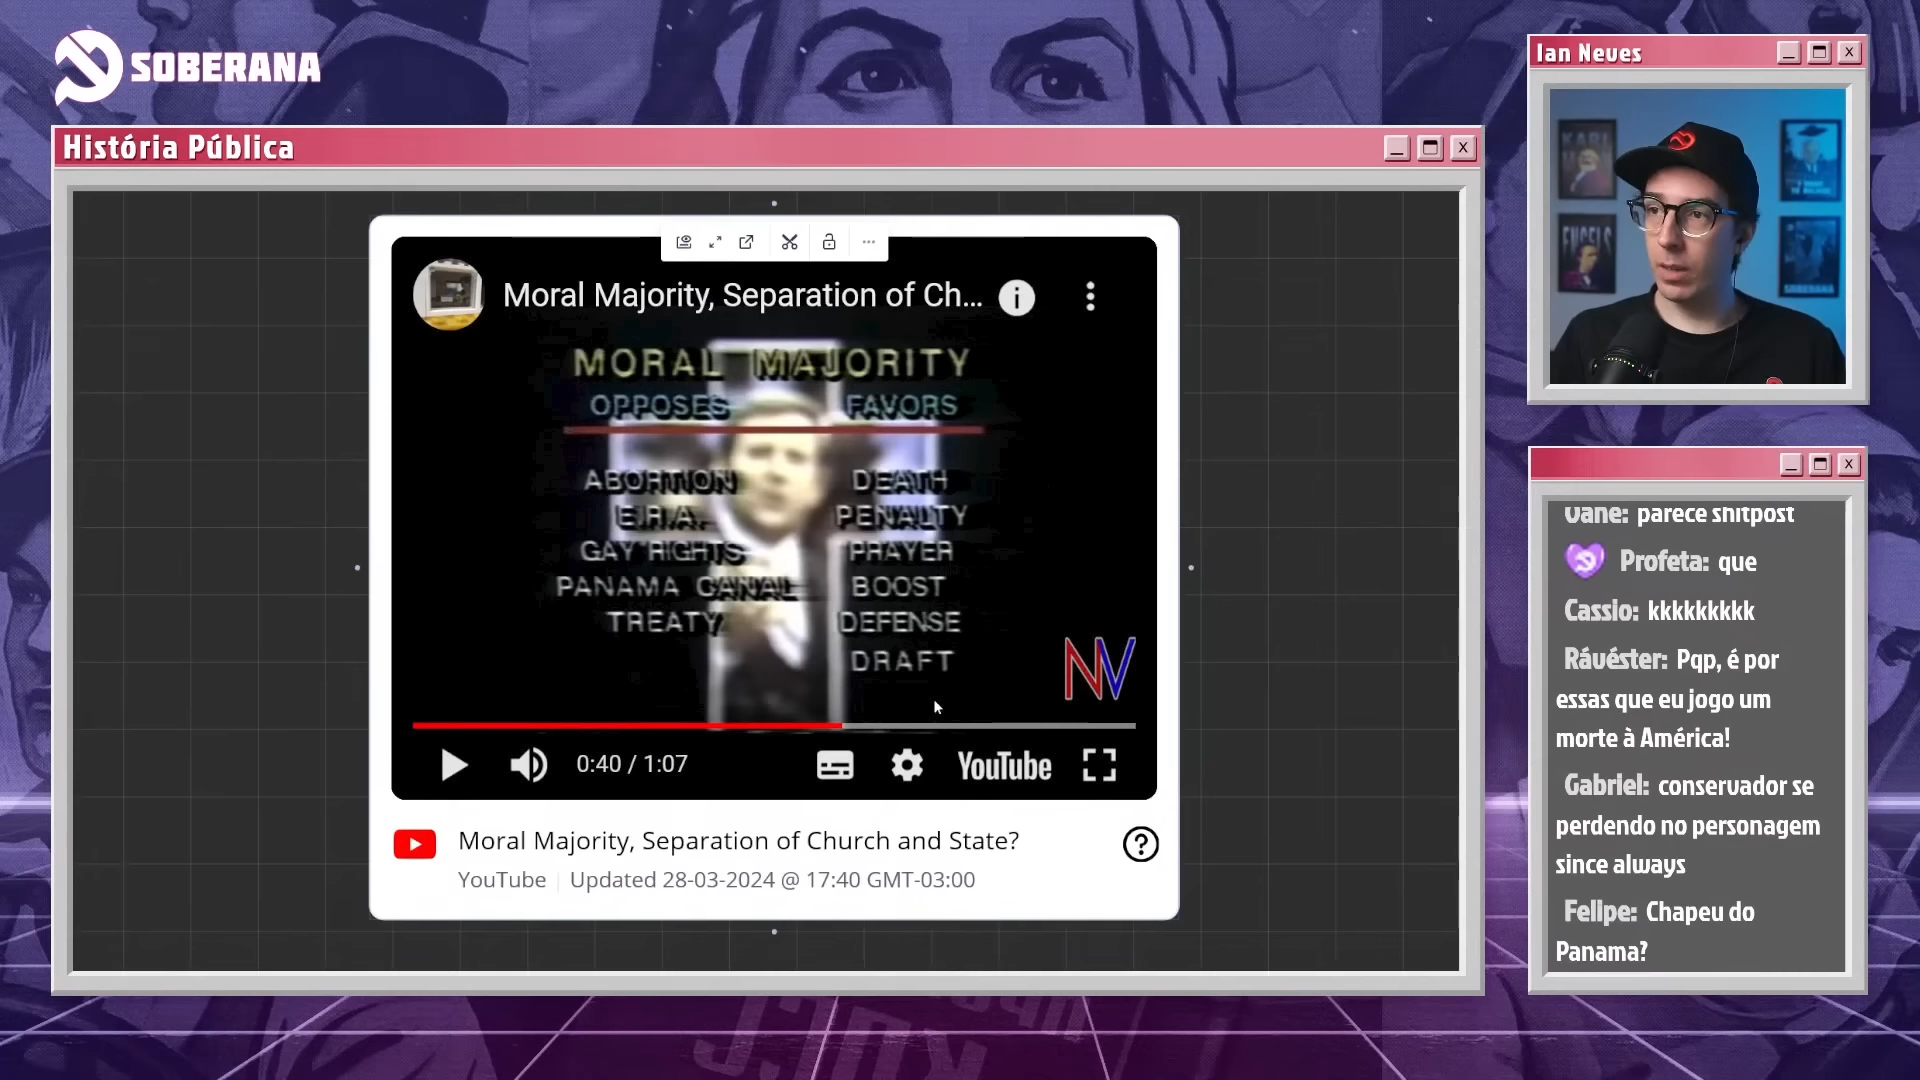 SOBERANA
História Pública
Moral Majority, Separation of Ch...
MORAL MAJORITY
OPPOSES FAVORS
ABORTION DEATH
E.R.A. PENALTY
GAY RIGHTS PRAYER
PANAMA CANAL BOOST
TREATY DEFENSE
DRAFT
NV
0:40 / 1:07
YouTube
Moral Majority, Separation of Church and State?
YouTube | Updated 28-03-2024 @ 17:40 GMT-03:00
Ian Neves
KARL
ENGELS
SOBERANA
Dane: parece shitpost
Profeta: que
Cassio: kkkkkkkkk
Ráuéster: Pqp, é por
essas que eu jogo um
morte à América!
Gabriel: conservador se
perdendo no personagem
since always
Felipe: Chapeu do
Panama?